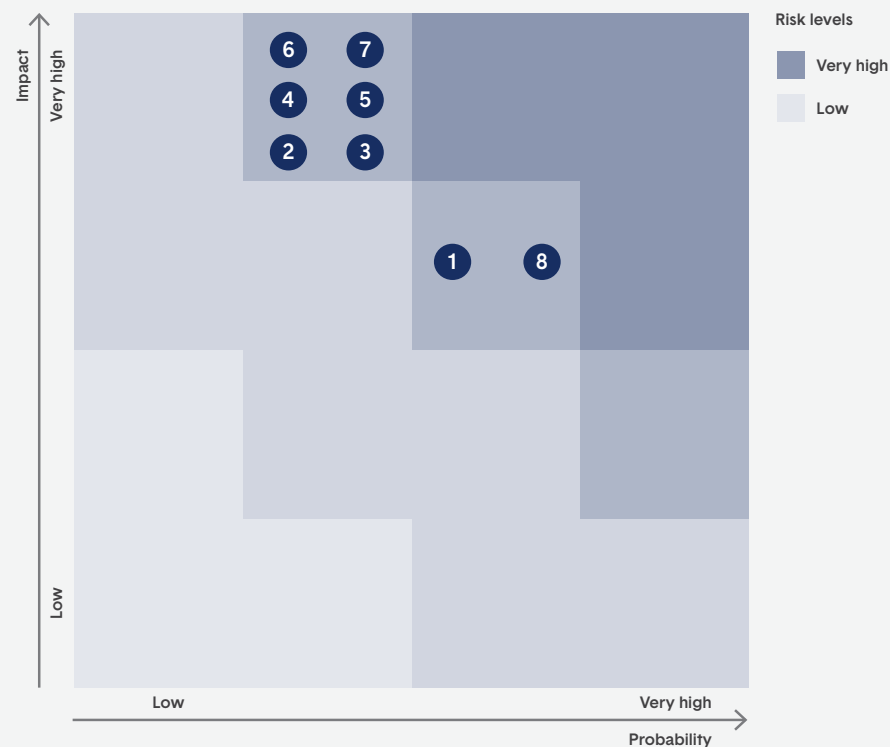 Impact
Very high
Low
6
7
4
5
2
3
1
8
Low
Very high
Probability
Risk levels
Very high
Low